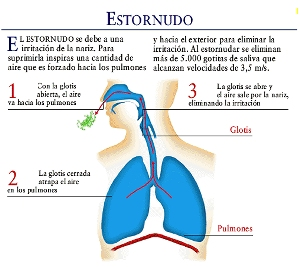 ESTORNUDO
EL ESTORNUDO se debe a una
irritación de la nariz. Para
suprimirla inspiras una cantidad de
aire que es forzado hacia los pulmones
y hacia el exterior para eliminar la
irritación. Al estornudar se eliminan
más de 5.000 gotitas de saliva que
alcanzan velocidades de 3,5 m/s.
1 Con la glotis
abierta, el aire
va hacia los pulmones
3 La glotis se abre y
el aire sale por la nariz,
eliminando la irritación
Glotis
2 La glotis cerrada
atrapa el aire
en los pulmones
Pulmones